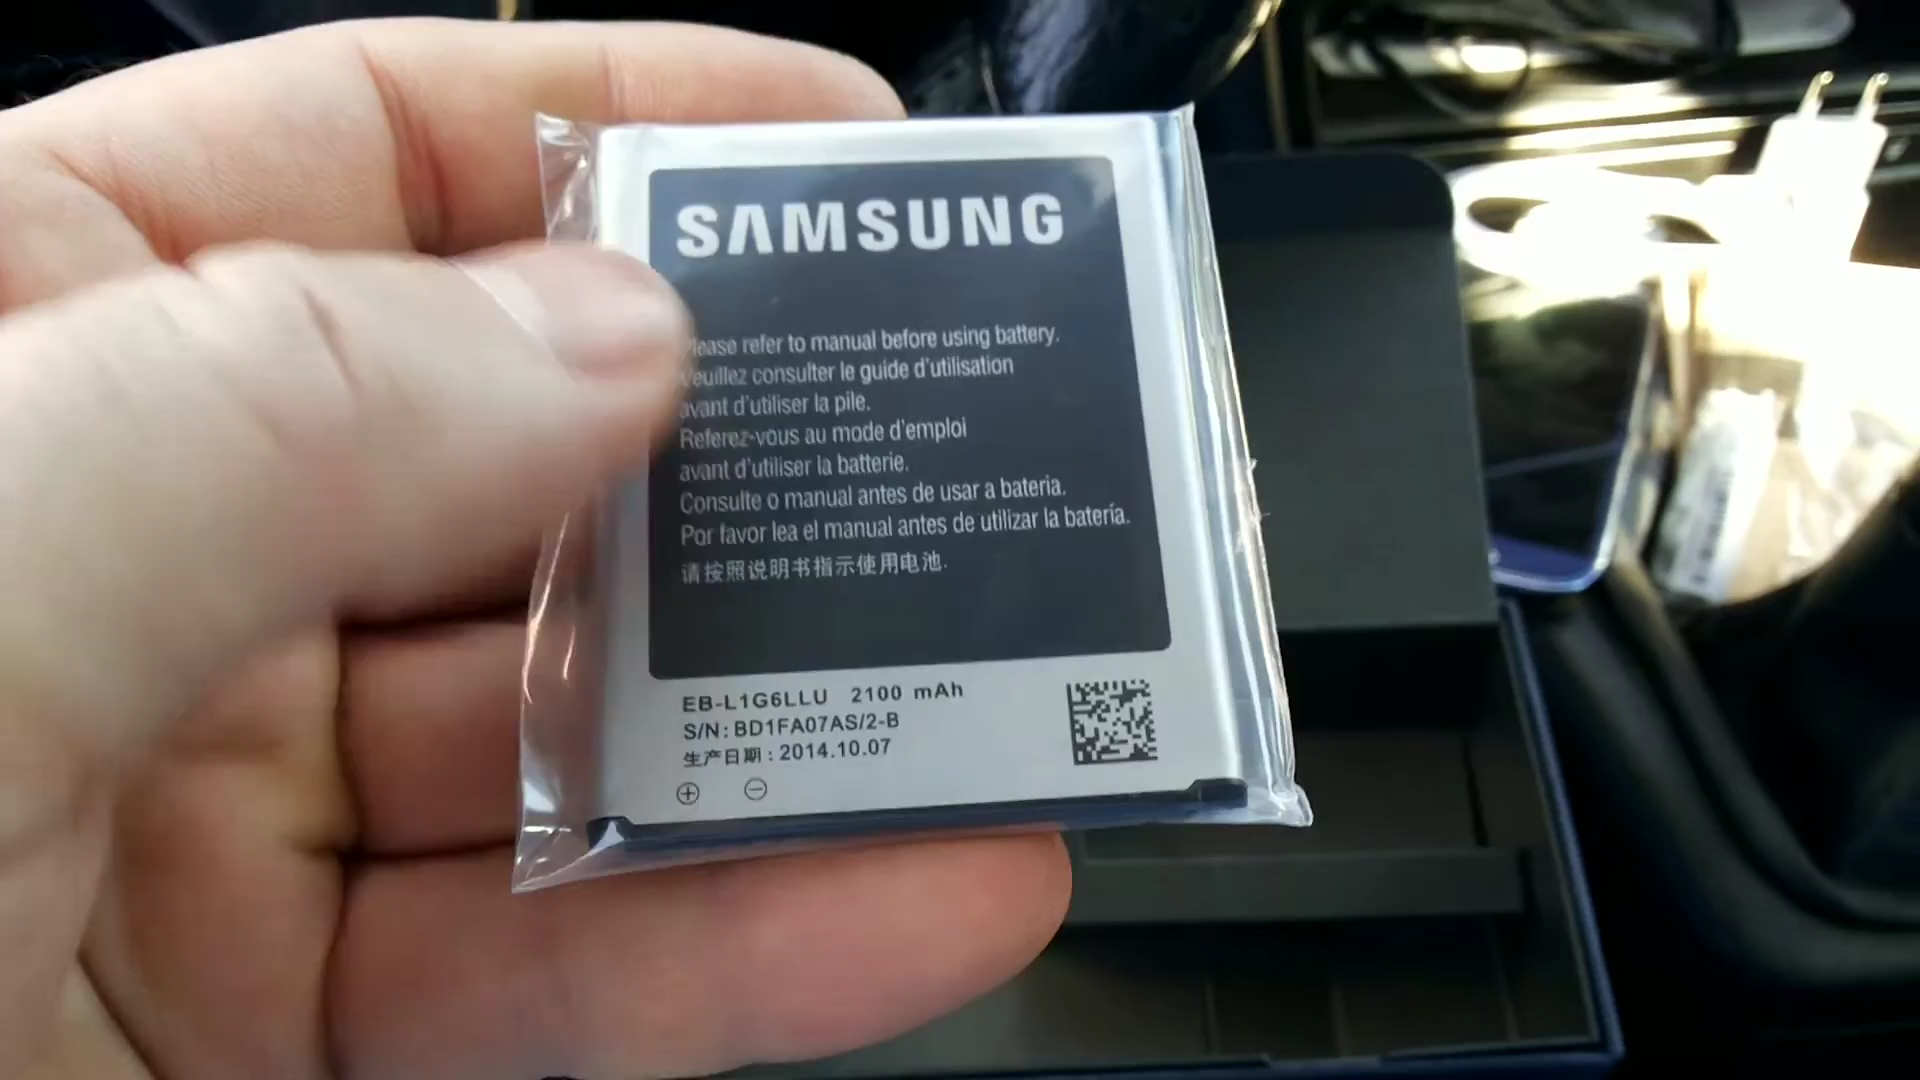 SAMSUNG
Please refer to manual before using battery.
Veuillez consulter le guide d'utilisation
avant d'utiliser la pile.
Referez-vous au mode d'emploi
avant d'utiliser la batterie.
Consulte o manual antes de usar a bateria.
Por favor lea el manual antes de utilizar la batería.
请按照说明书指示使用电池.
EB-L1G6LLU 2100 mAh
S/N: BD1FA07AS/2-B
生产日期: 2014.10.07